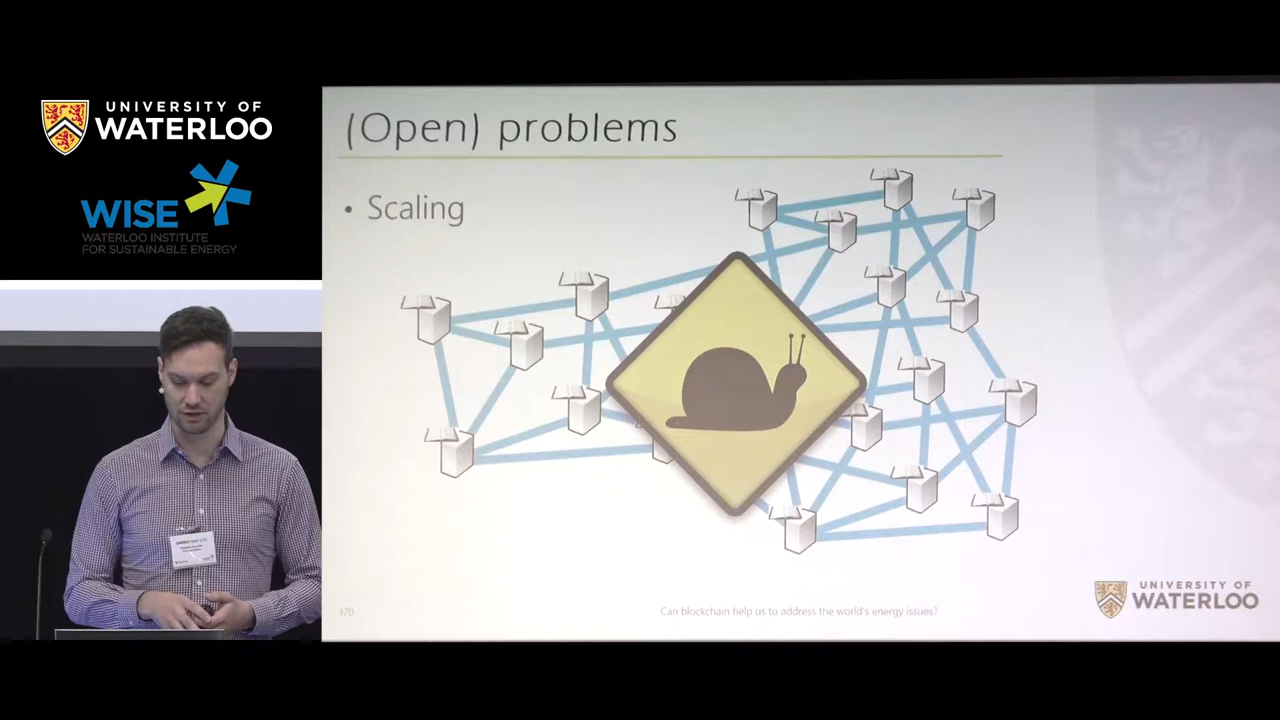 UNIVERSITY OF
WATERLOO
WISE
WATERLOO INSTITUTE
FOR SUSTAINABLE ENERGY
(Open) problems
• Scaling
170
Can blockchain help us to address the world's energy issues?
UNIVERSITY OF
WATERLOO